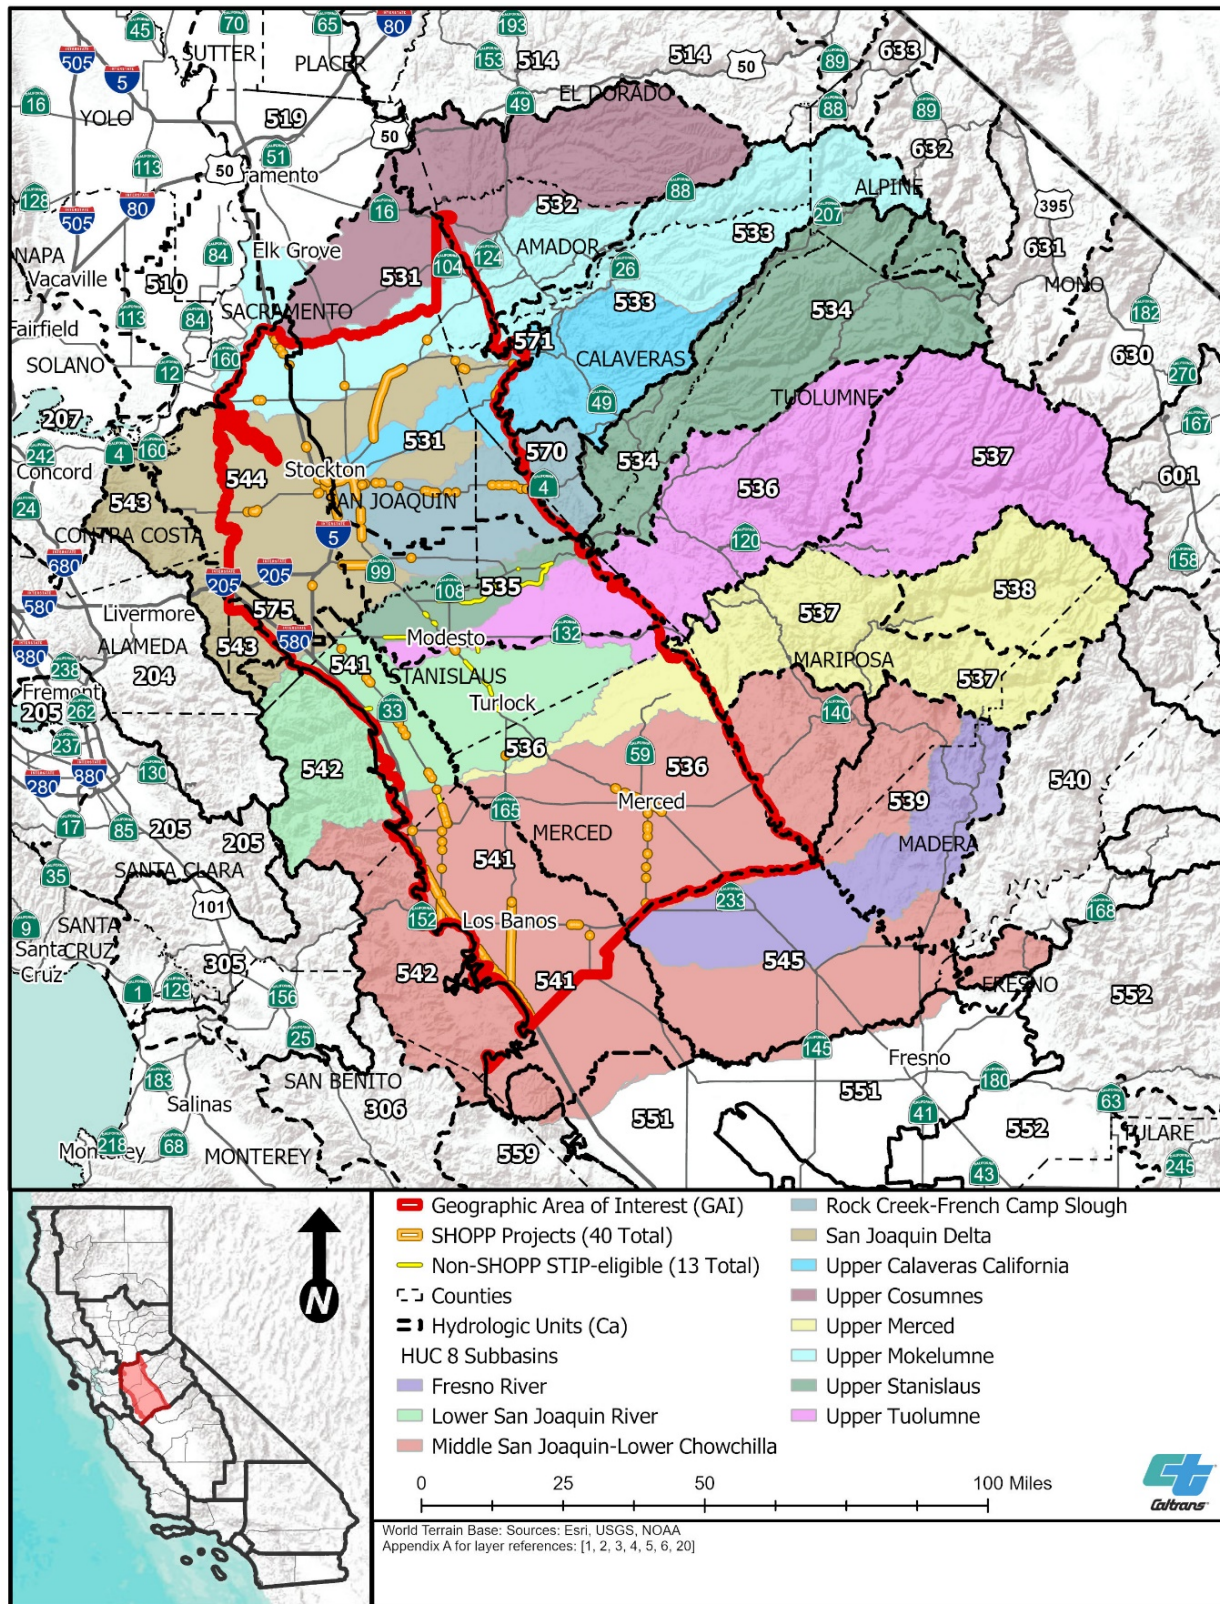 45
70
65
80
193
SUTTER
153
514
514
50
89
633
505
5
PLACER
16
YOLO
49
EL DORADO
88
89
519
50
632
113
51
50
ramento
128
80
16
88
ALPINE
505
532
207
395
NAPA
84
Elk Grove
104
124
AMADOR
533
631
Vacaville
510
531
26
MONO
113
84
SACRAMENTO
533
534
182
Fairfield
571
SOLANO
160
CALAVERAS
630
12
270
49
TUOLUMNE
207
167
242
4
160
531
570
534
537
Concord
544
Stockton
601
24
543
SAN JOAQUIN
4
536
CONTRA COSTA
5
120
680
205
205
99
158
580
108
535
538
Livermore
575
132
537
880
ALAMEDA
543
580
Modesto
238
204
541
STANISLAUS
MARIPOSA
537
Fremont
262
33
Turlock
140
205
237
536
59
536
280
880
130
542
540
Merced
539
17
85
205
205
165
MERCED
MADERA
SANTA CLARA
541
35
101
152
233
168
9
SANTA
CRUZ
Los Banos
Santa
Cruz
305
542
541
545
FRESNO
1
129
156
552
25
145
Fresno
183
SAN BENITO
551
180
Salinas
306
551
41
63
Monterey
218
68
MONTEREY
559
552
TULARE
43
245
N
Geographic Area of Interest (GAI)
SHOPP Projects (40 Total)
Non-SHOPP STIP-eligible (13 Total)
Counties
Hydrologic Units (Ca)
HUC 8 Subbasins
Fresno River
Lower San Joaquin River
Middle San Joaquin-Lower Chowchilla
Rock Creek-French Camp Slough
San Joaquin Delta
Upper Calaveras California
Upper Cosumnes
Upper Merced
Upper Mokelumne
Upper Stanislaus
Upper Tuolumne
0 25 50 100 Miles
Caltrans
World Terrain Base: Sources: Esri, USGS, NOAA
Appendix A for layer references: [1, 2, 3, 4, 5, 6, 20]